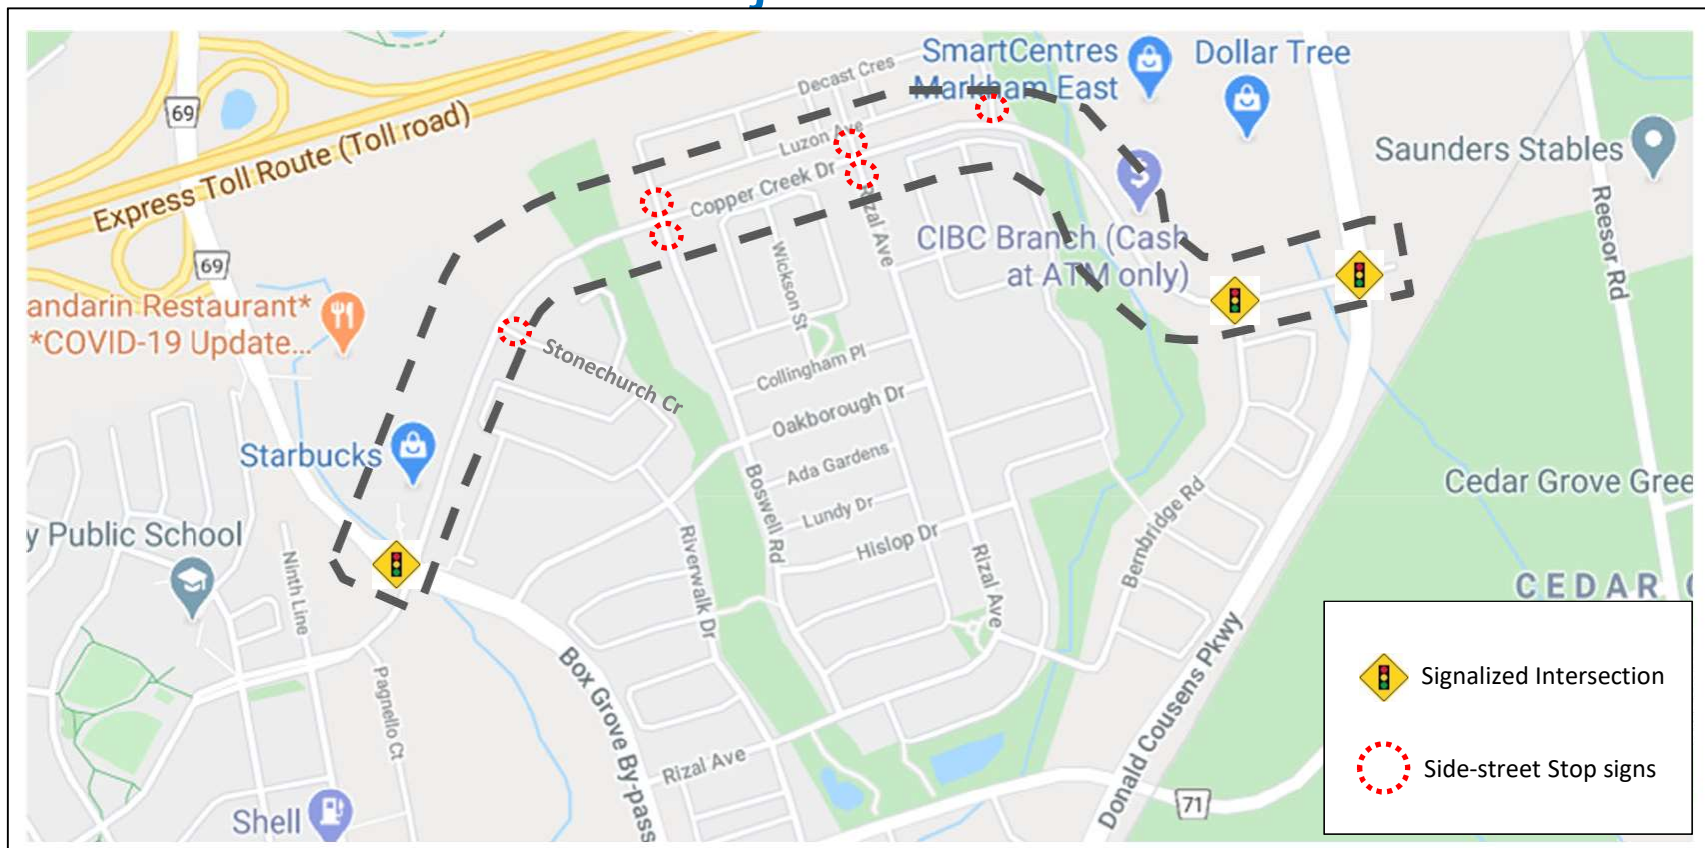 SmartCentres
Markham East
Dollar Tree
Decast Cres
69
Express Toll Route (Toll road)
Luzon Ave
Saunders Stables
Copper Creek Dr
Rizal Ave
Reesor Rd
CIBC Branch (Cash
at ATM only)
69
Wickson St
andarin Restaurant*
*COVID-19 Update...
Stonechurch Cr
Collingham Pl
Oakborough Dr
Starbucks
Ada Gardens
Boswell Rd
Cedar Grove Gree
Lundy Dr
Bernbridge Rd
y Public School
Hislop Dr
Ninth Line
Riverwalk Dr
Rizal Ave
CEDAR
Pagnello Ct
Box Grove By-pass
Donald Cousens Pkwy
Rizal Ave
71
Shell
Signalized Intersection
Side-street Stop signs